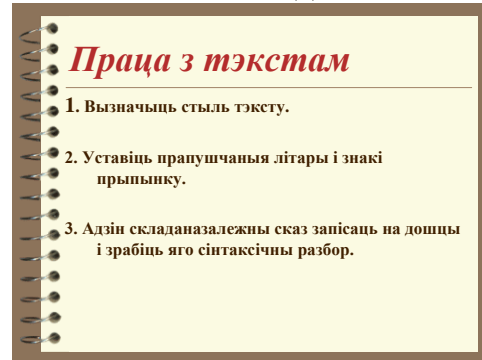 Праца з тэкстам
1. Вызначыць стыль тэксту.
2. Уставіць прапушчаныя літары і знакі
прыпынку.
3. Адзін складаназалежны сказ запісаць на дошцы
і зрабіць яго сінтаксічны разбор.